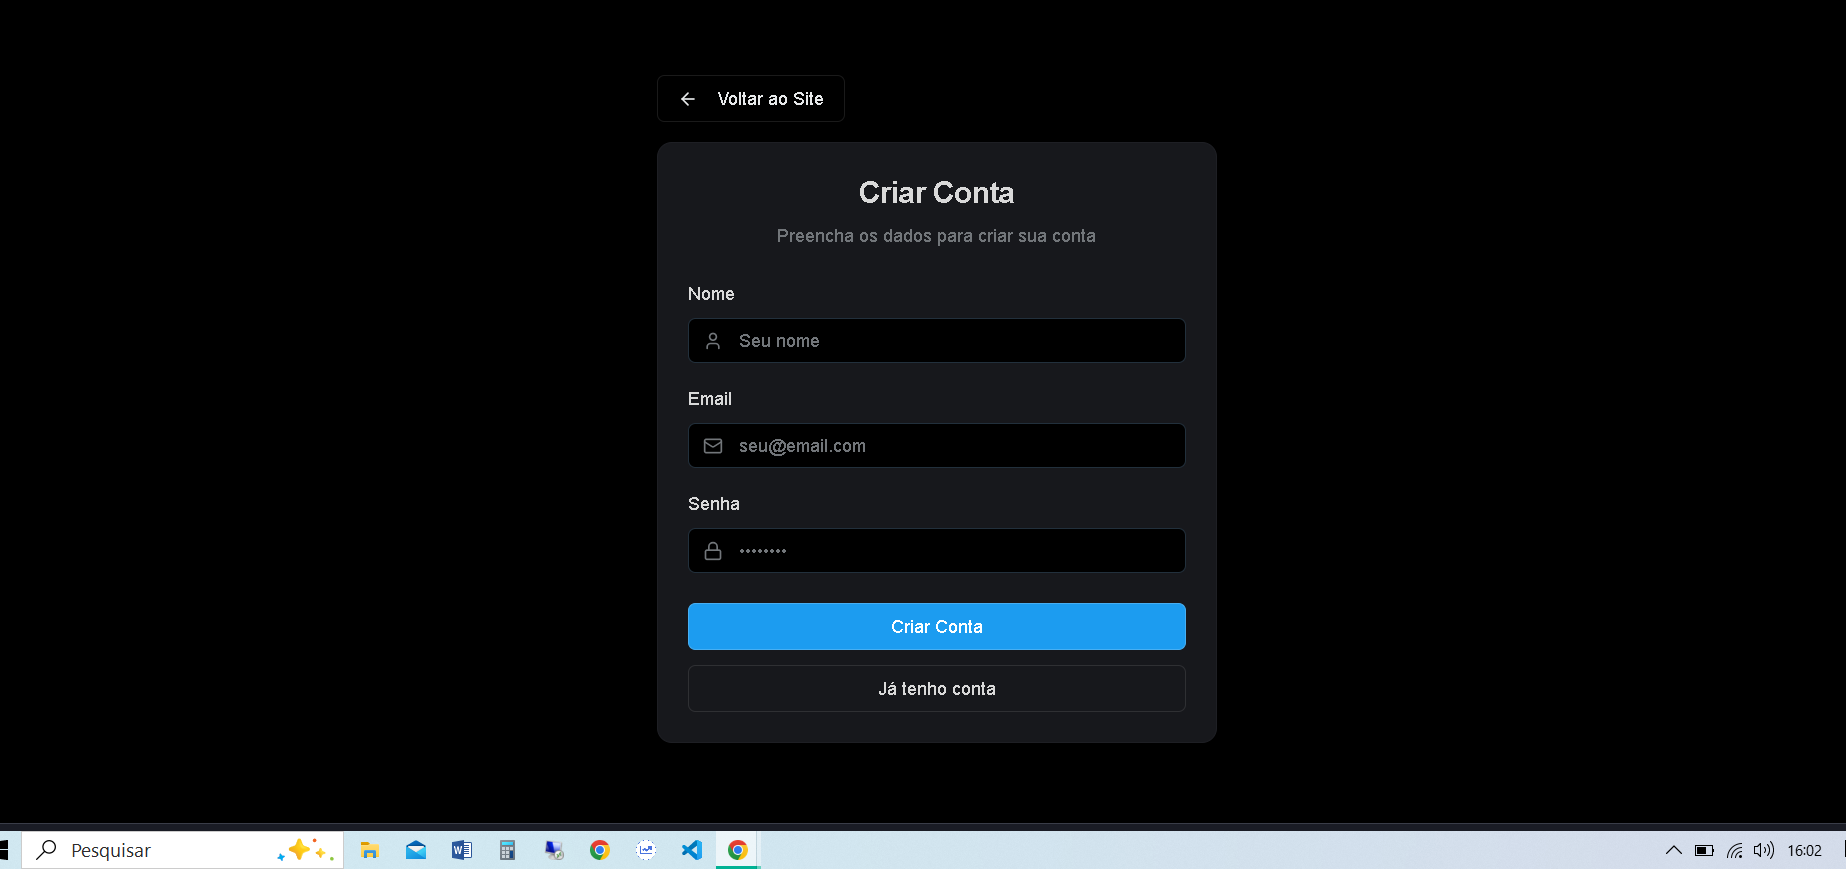 Voltar ao Site
Criar Conta
Preencha os dados para criar sua conta
Nome
Seu nome
Email
seu@email.com
Senha
••••••••
Criar Conta
Já tenho conta
Pesquisar
16:02